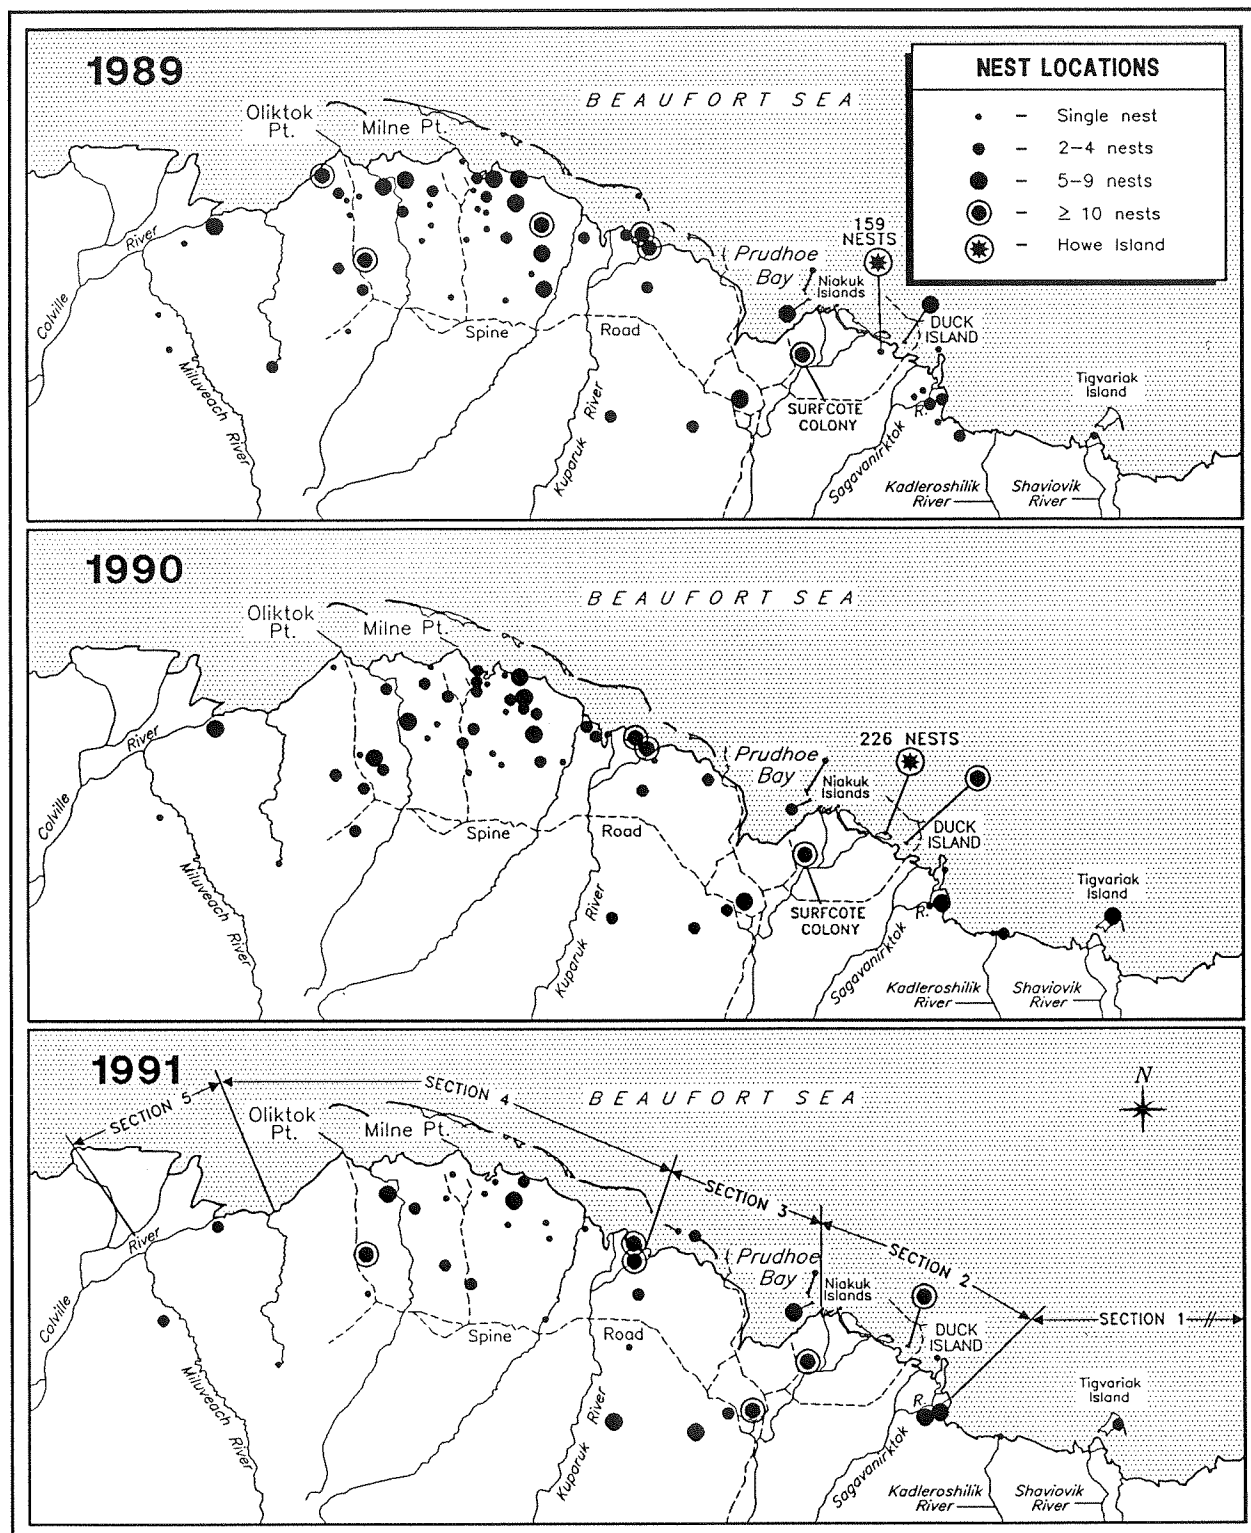 1989
BEAUFORT SEA
Oliktok
Pt.
Milne Pt.
NEST LOCATIONS
– Single nest
– 2–4 nests
– 5–9 nests
– ≥ 10 nests
– Howe Island
159
NESTS
Prudhoe
Bay
Niakuk
Islands
DUCK
ISLAND
River
Colville
Miluveach River
Spine
Road
Kuparuk River
SURFCOTE
COLONY
R.
Sagavanirktok
Tigvariak
Island
Kadleroshilik
River
Shaviovik
River
1990
BEAUFORT SEA
Oliktok
Pt.
Milne Pt.
226 NESTS
Prudhoe
Bay
Niakuk
Islands
DUCK
ISLAND
River
Colville
Miluveach River
Spine
Road
Kuparuk River
SURFCOTE
COLONY
R.
Sagavanirktok
Tigvariak
Island
Kadleroshilik
River
Shaviovik
River
1991
SECTION 5
SECTION 4
BEAUFORT SEA
N
Oliktok
Pt.
Milne Pt.
SECTION 3
SECTION 2
SECTION 1
Prudhoe
Bay
Niakuk
Islands
DUCK
ISLAND
River
Colville
Miluveach River
Spine
Road
Kuparuk River
R.
Sagavanirktok
Tigvariak
Island
Kadleroshilik
River
Shaviovik
River